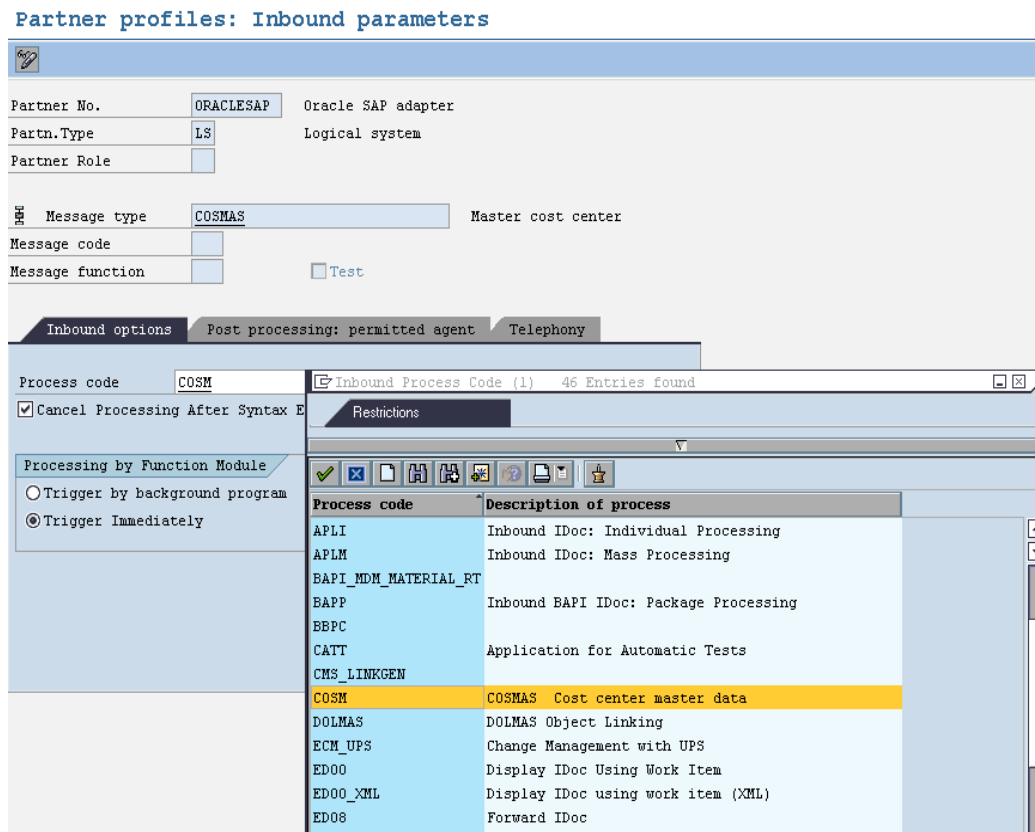 Partner profiles: Inbound parameters
Partner No. ORACLESAP Oracle SAP adapter
Partn.Type LS Logical system
Partner Role
Message type COSMAS Master cost center
Message code
Message function Test
Inbound options Post processing: permitted agent Telephony
Process code COSM
Cancel Processing After Syntax E
Processing by Function Module
Trigger by background program
Trigger Immediately
Inbound Process Code (1) 46 Entries found
Restrictions
Process code Description of process
APLI Inbound IDoc: Individual Processing
APLM Inbound IDoc: Mass Processing
BAPI_MDM_MATERIAL_RT
BAPP Inbound BAPI IDoc: Package Processing
BBPC
CATT Application for Automatic Tests
CMS_LINKGEN
COSM COSMAS Cost center master data
DOLMAS DOLMAS Object Linking
ECM_UPS Change Management with UPS
ED00 Display IDoc Using Work Item
ED00_XML Display IDoc using work item (XML)
ED08 Forward IDoc